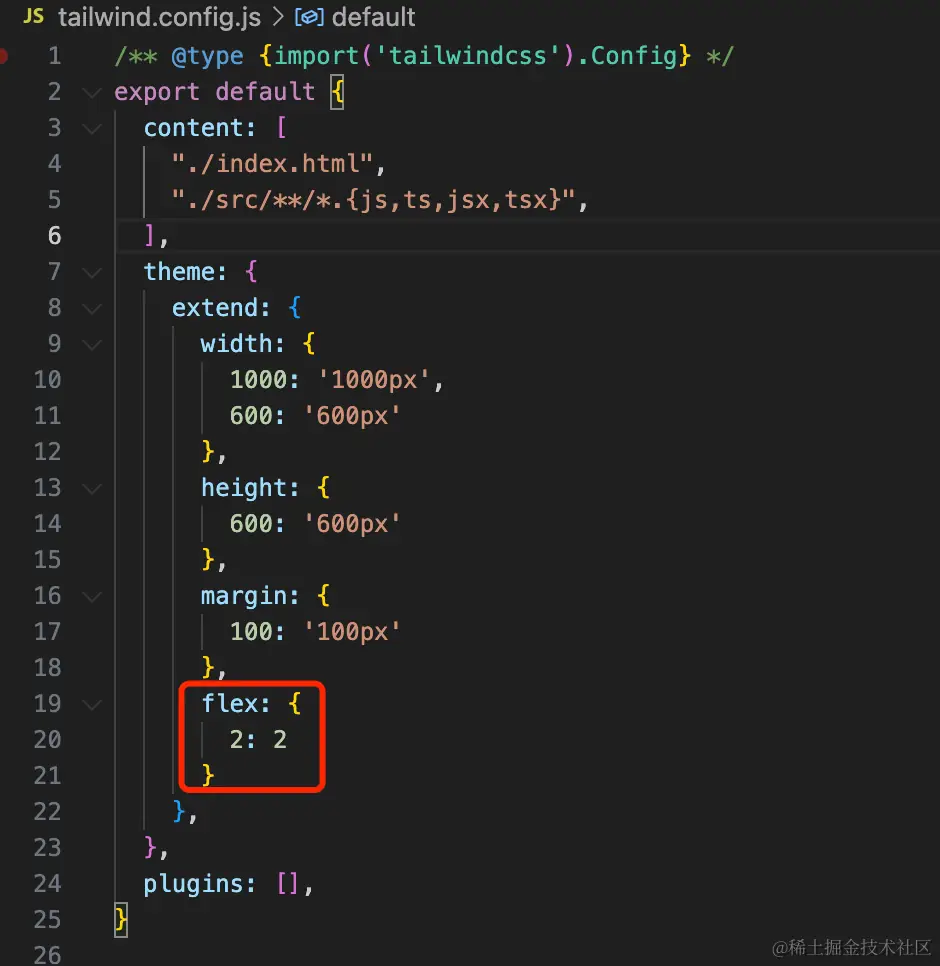 JS tailwind.config.js > default
1 /** @type {import('tailwindcss').Config} */
2 export default {
3 content: [
4 "./index.html",
5 "./src/**/*.{js,ts,jsx,tsx}",
6 ],
7 theme: {
8 extend: {
9 width: {
10 1000: '1000px',
11 600: '600px'
12 },
13 height: {
14 600: '600px'
15 },
16 margin: {
17 100: '100px'
18 },
19 flex: {
20 2: 2
21 }
22 },
23 },
24 plugins: [],
25 }
26
@稀土掘金技术社区